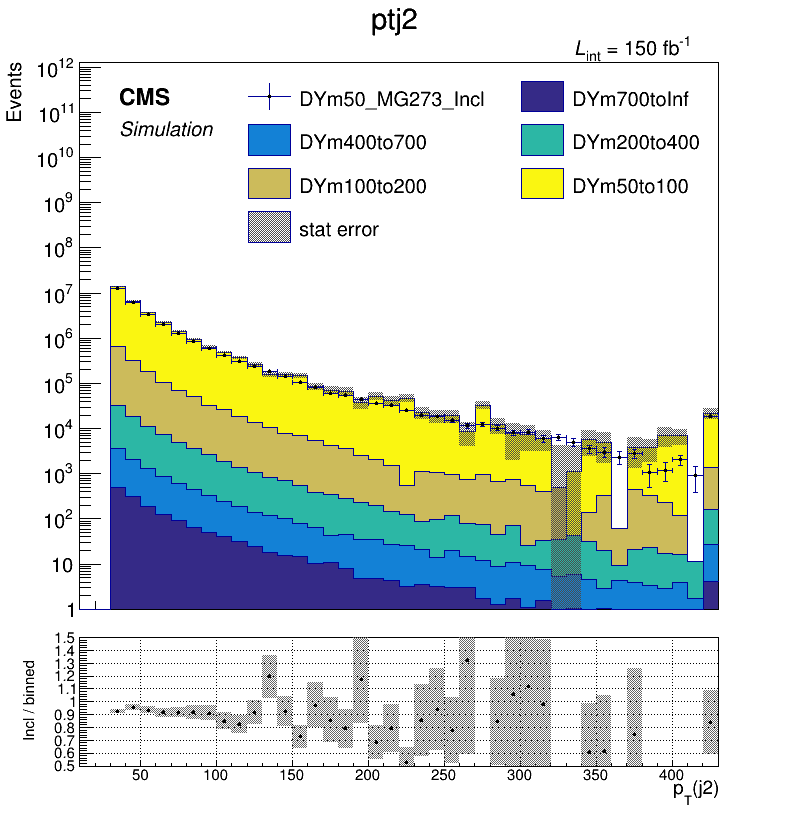 ptj2
L_int = 150 fb^-1
Events
CMS
Simulation
DYm50_MG273_Incl
DYm700toInf
DYm400to700
DYm200to400
DYm100to200
DYm50to100
stat error
10^12
10^11
10^10
10^9
10^8
10^7
10^6
10^5
10^4
10^3
10^2
10
1
Incl / binned
1.5
1.4
1.3
1.2
1.1
1
0.9
0.8
0.7
0.6
0.5
50 100 150 200 250 300 350 400
p_T(j2)